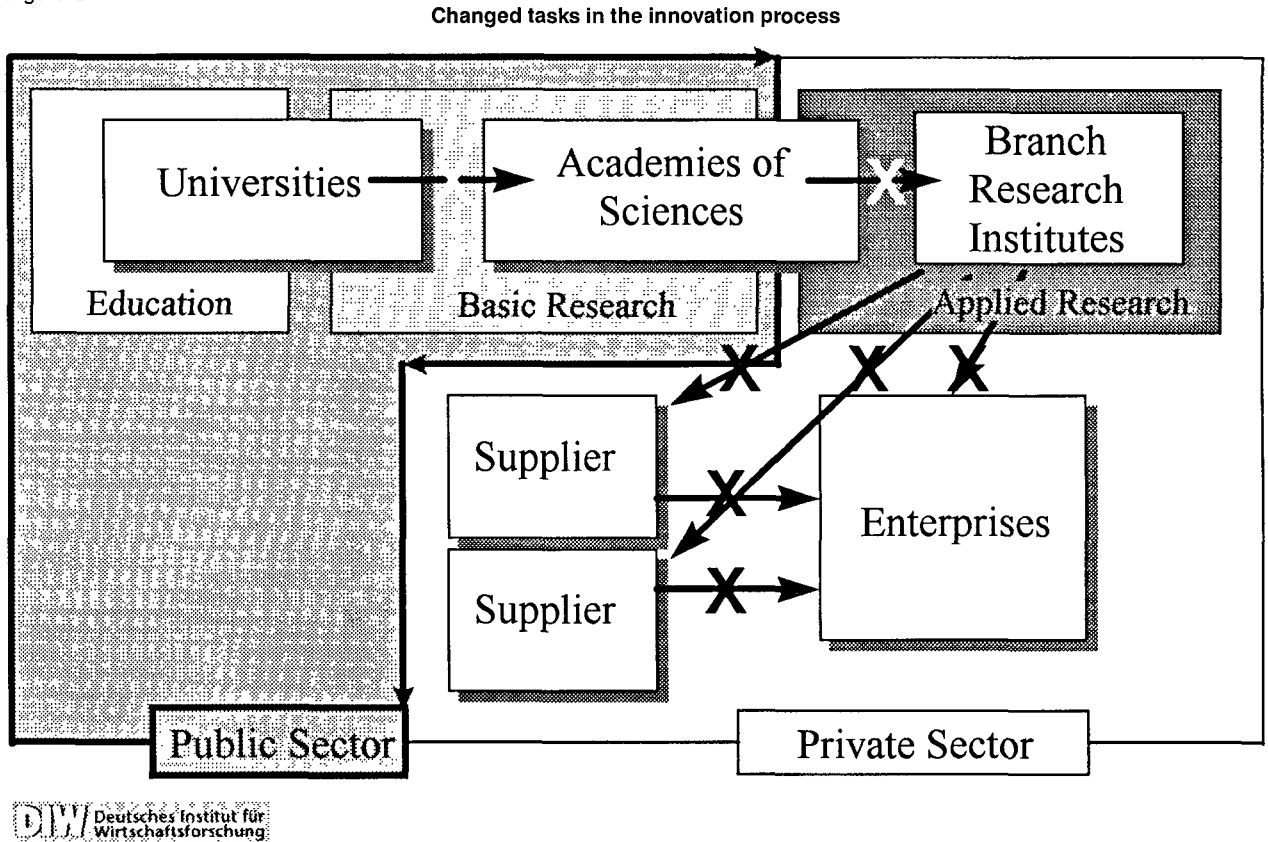 Changed tasks in the innovation process
Universities
Academies of
Sciences
Branch
Research
Institutes
Education
Basic Research
Applied Research
X
X
X
X
Supplier
X
Enterprises
Supplier
X
Public Sector
Private Sector
DIW Deutsches Institut für
Wirtschaftsforschung